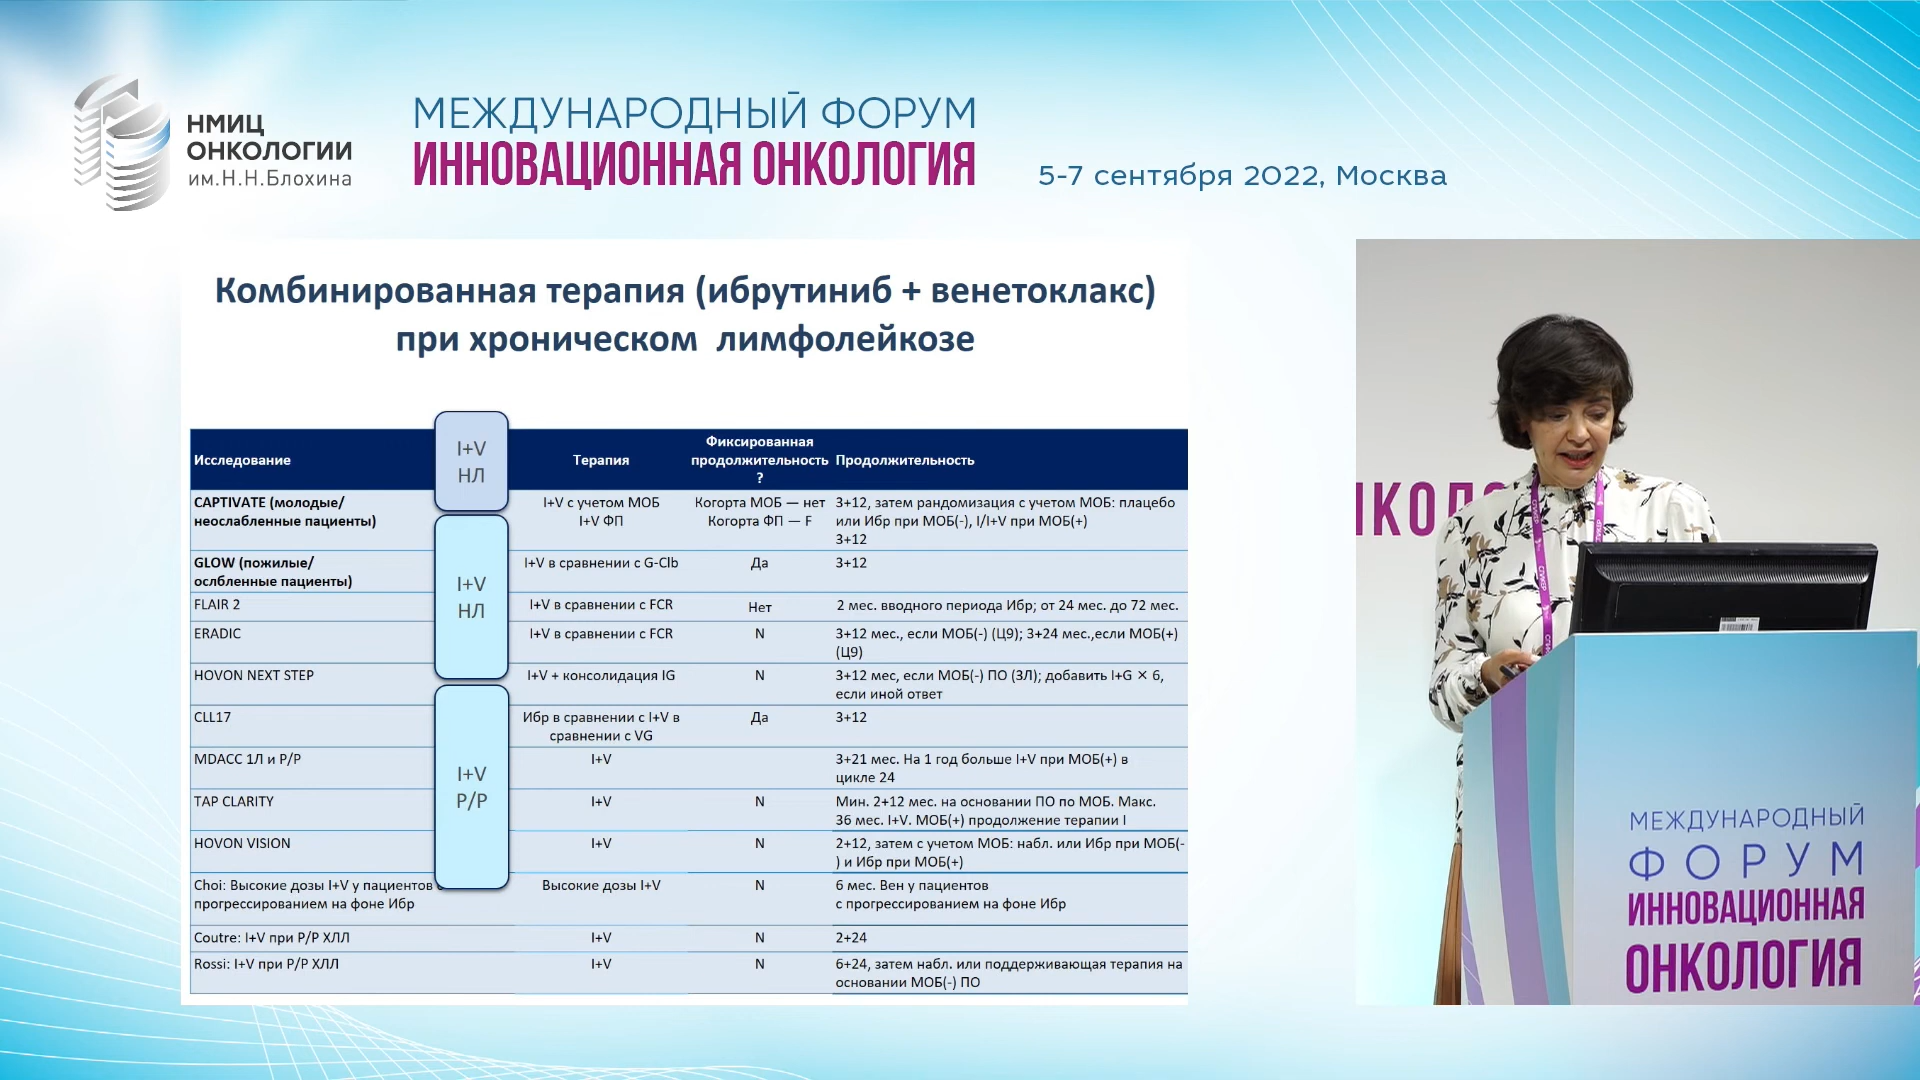 НМИЦ
ОНКОЛОГИИ
им.Н.Н.Блохина
МЕЖДУНАРОДНЫЙ ФОРУМ
ИННОВАЦИОННАЯ ОНКОЛОГИЯ
5-7 сентября 2022, Москва
Комбинированная терапия (ибрутиниб + венетоклакс)
при хроническом лимфолейкозе
Исследование
I+V
НЛ
Терапия
Фиксированная
продолжительность
?
Продолжительность
CAPTIVATE (молодые/
неослабленные пациенты)
I+V с учетом МОБ
I+V ФП
Когорта МОБ — нет
Когорта ФП — F
3+12, затем рандомизация с учетом МОБ: плацебо
или Ибр при МОБ(-), I/I+V при МОБ(+)
3+12
GLOW (пожилые/
ослбленные пациенты)
I+V
НЛ
I+V в сравнении с G-Clb
Да
3+12
FLAIR 2
I+V в сравнении с FCR
Нет
2 мес. вводного периода Ибр; от 24 мес. до 72 мес.
ERADIC
I+V в сравнении с FCR
N
3+12 мес., если МОБ(-) (Ц9); 3+24 мес.,если МОБ(+)
(Ц9)
HOVON NEXT STEP
I+V + консолидация IG
N
3+12 мес, если МОБ(-) ПО (3Л); добавить I+G × 6,
если иной ответ
CLL17
Ибр в сравнении с I+V в
сравнении с VG
Да
3+12
MDACC 1Л и Р/Р
I+V
Р/Р
I+V
3+21 мес. На 1 год больше I+V при МОБ(+) в
цикле 24
TAP CLARITY
I+V
N
Мин. 2+12 мес. на основании ПО по МОБ. Макс.
36 мес. I+V. МОБ(+) продолжение терапии I
HOVON VISION
I+V
N
2+12, затем с учетом МОБ: набл. или Ибр при МОБ(-
) и Ибр при МОБ(+)
Choi: Высокие дозы I+V у пациентов
прогрессированием на фоне Ибр
Высокие дозы I+V
N
6 мес. Вен у пациентов
с прогрессированием на фоне Ибр
Coutre: I+V при Р/Р ХЛЛ
I+V
N
2+24
Rossi: I+V при Р/Р ХЛЛ
I+V
N
6+24, затем набл. или поддерживающая терапия на
основании МОБ(-) ПО
СПИКЕР
МЕЖДУНАРОДНЫЙ
ФОРУМ
ИННОВАЦИОННАЯ
ОНКОЛОГИЯ